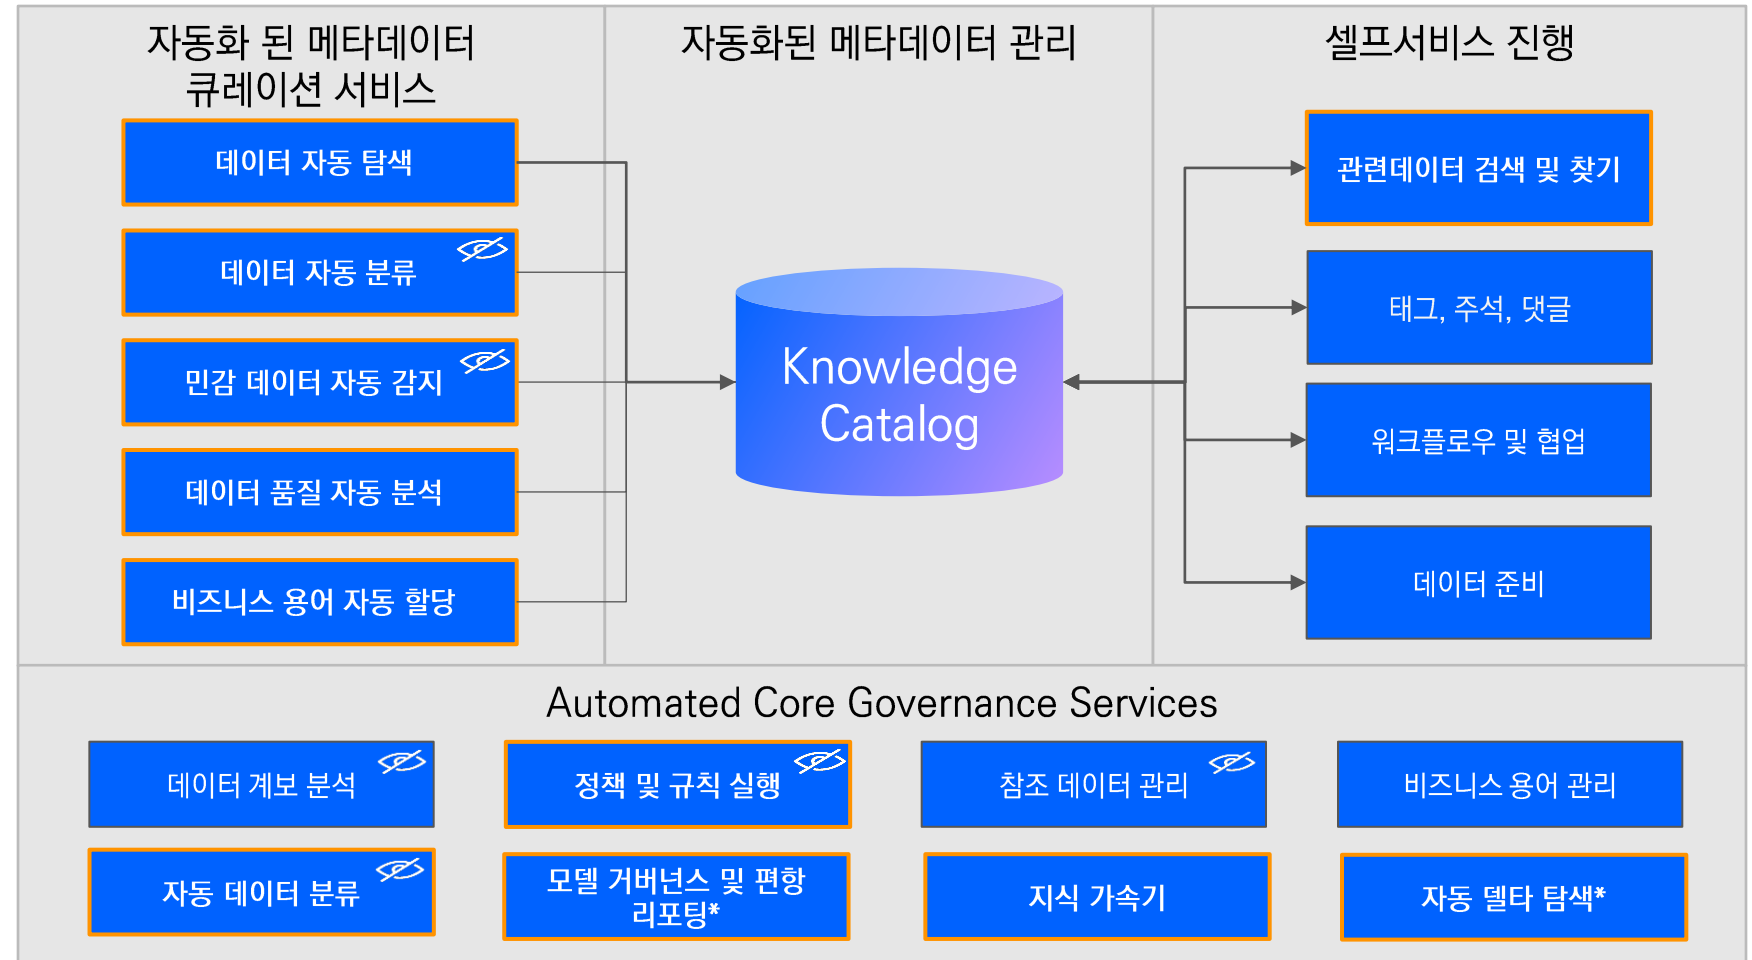 자동화 된 메타데이터
큐레이션 서비스
데이터 자동 탐색
데이터 자동 분류
민감 데이터 자동 감지
데이터 품질 자동 분석
비즈니스 용어 자동 할당
자동화된 메타데이터 관리
Knowledge
Catalog
셀프서비스 진행
관련데이터 검색 및 찾기
태그, 주석, 댓글
워크플로우 및 협업
데이터 준비
Automated Core Governance Services
데이터 계보 분석
정책 및 규칙 실행
참조 데이터 관리
비즈니스 용어 관리
자동 데이터 분류
모델 거버넌스 및 편항
리포팅*
지식 가속기
자동 델타 탐색*